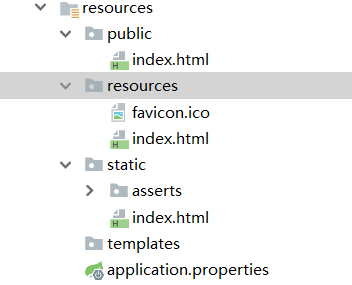 resources
public
index.html
resources
favicon.ico
index.html
static
asserts
index.html
templates
application.properties